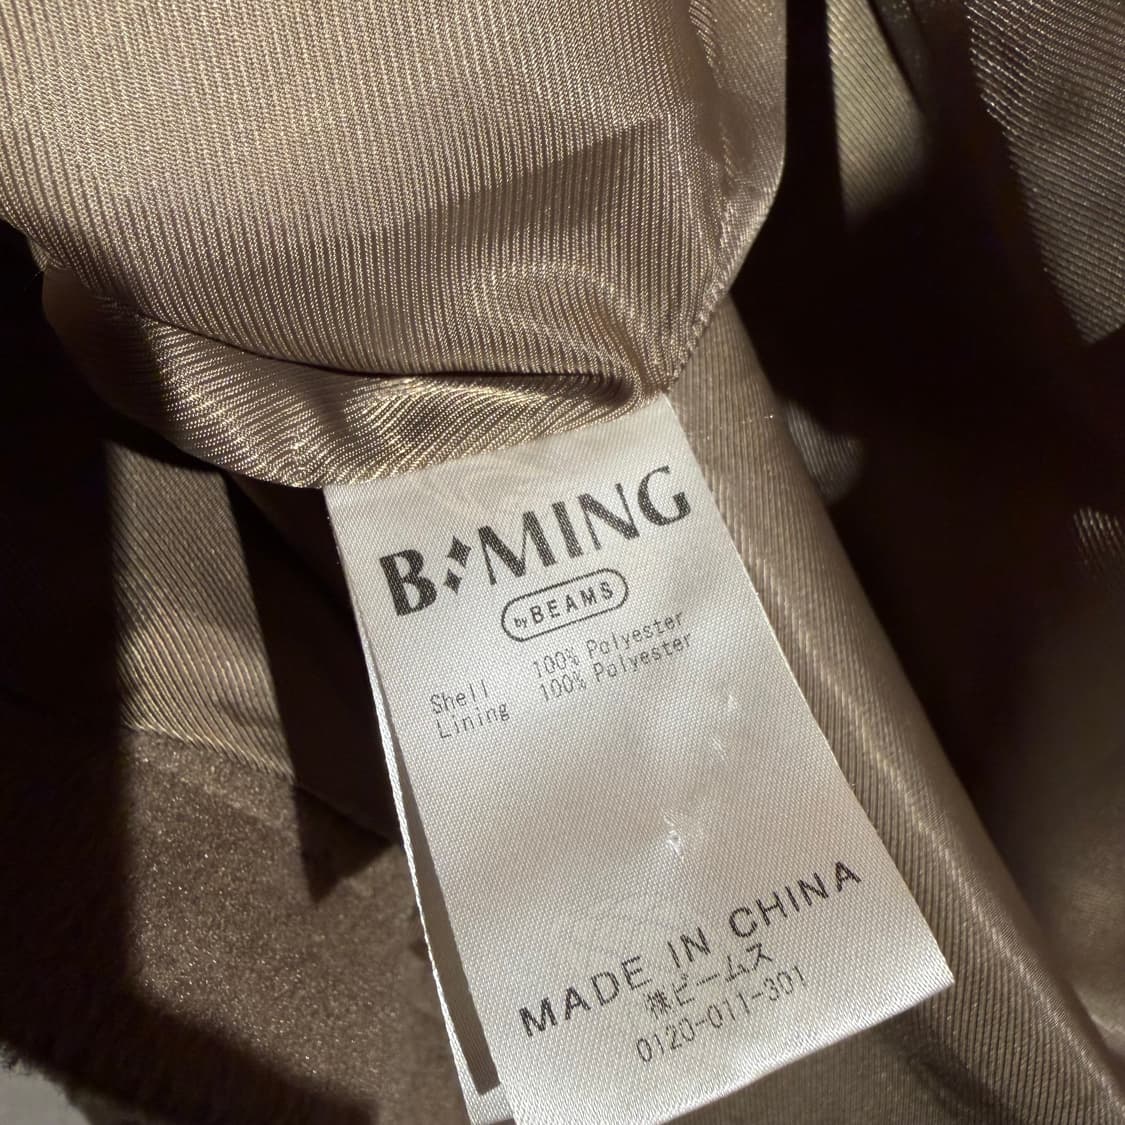 B:MING
by BEAMS
Shell 100% Polyester
Lining 100% Polyester
MADE IN CHINA
㈱ビームス
0120-011-301